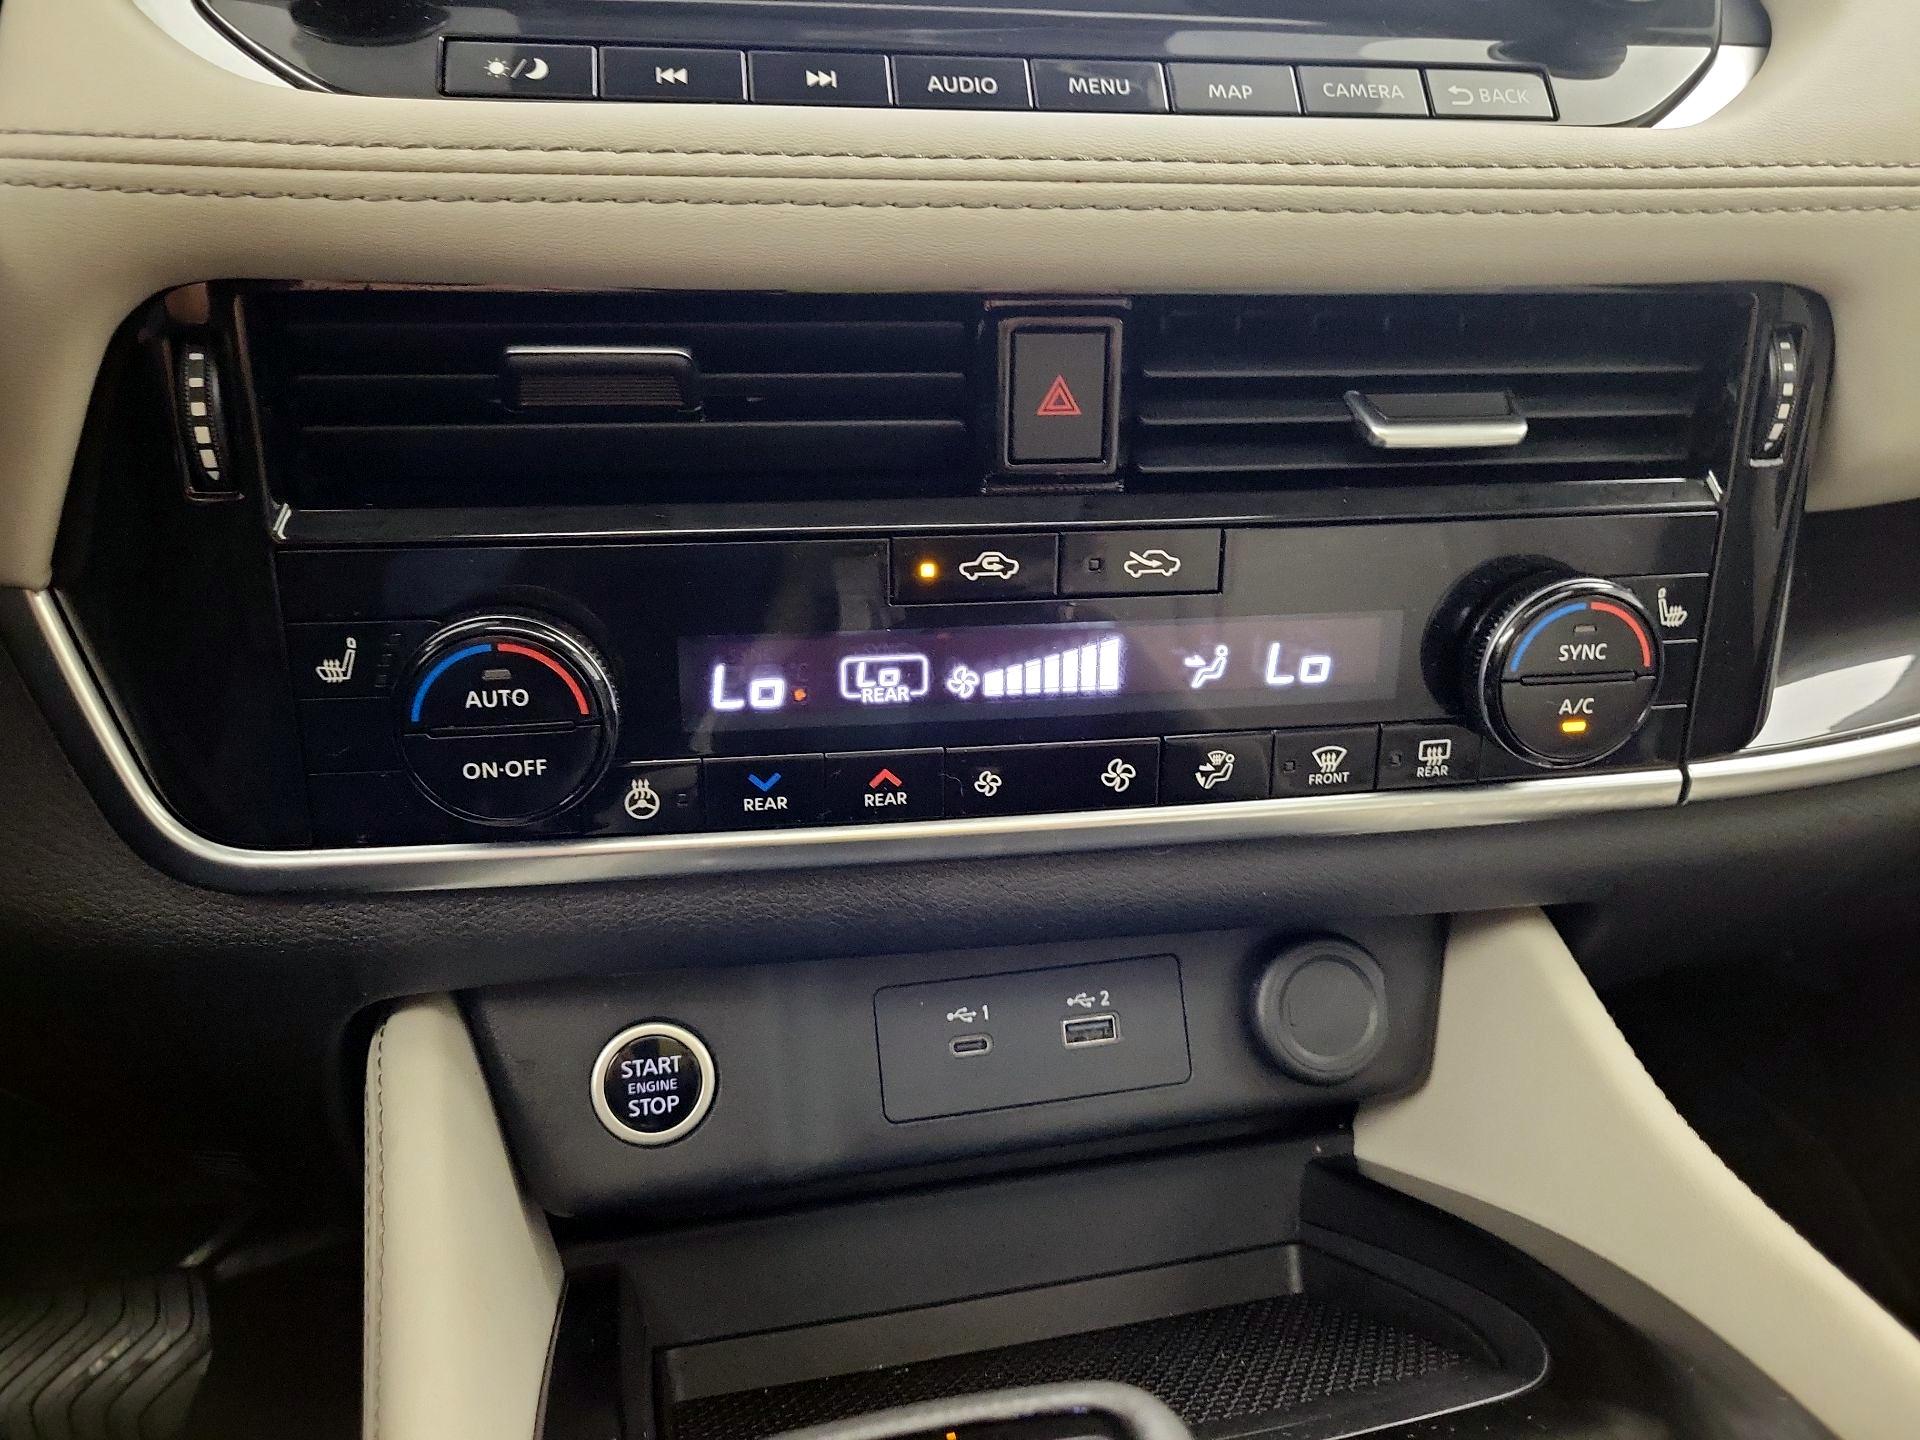 AUDIO
MENU
MAP
CAMERA
BACK
AUTO
ON·OFF
Lo
Lo
REAR
Lo
SYNC
A/C
REAR
REAR
FRONT
REAR
START
ENGINE
STOP
1
2